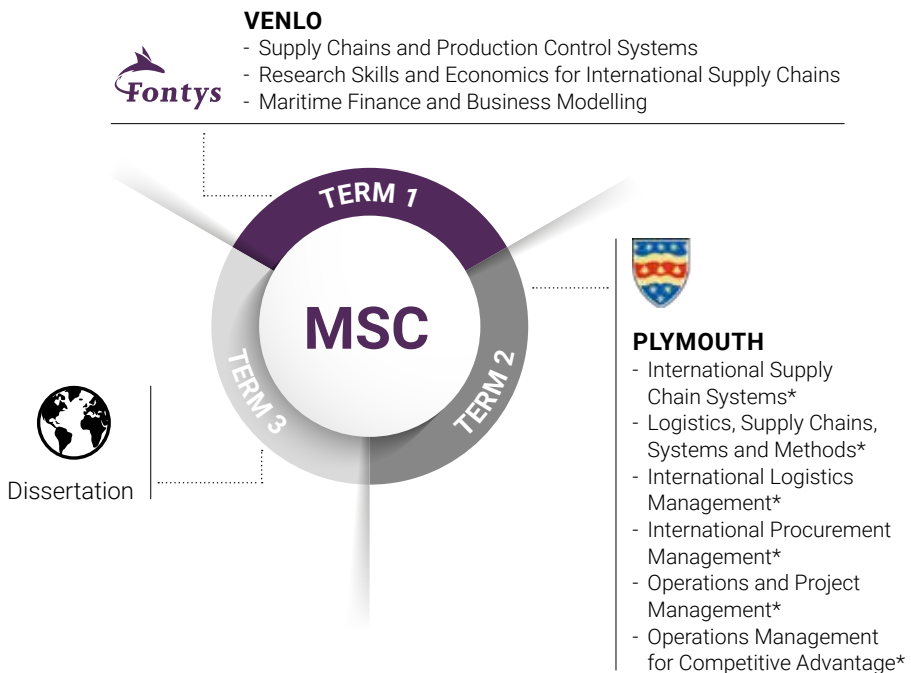 VENLO
- Supply Chains and Production Control Systems
- Research Skills and Economics for International Supply Chains
- Maritime Finance and Business Modelling
Fontys
TERM 1
MSC
TERM 2
TERM 3
PLYMOUTH
- International Supply
Chain Systems*
- Logistics, Supply Chains,
Systems and Methods*
- International Logistics
Management*
- International Procurement
Management*
- Operations and Project
Management*
- Operations Management
for Competitive Advantage*
Dissertation